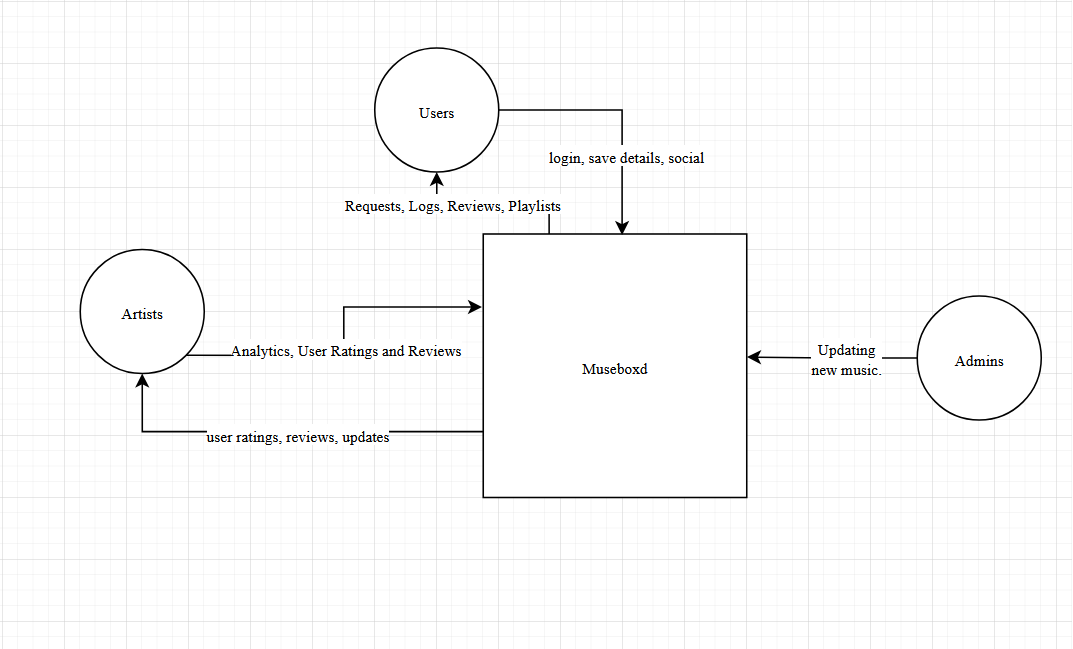 Users
login, save details, social
Requests, Logs, Reviews, Playlists
Artists
Analytics, User Ratings and Reviews
Museboxd
Updating
new music.
Admins
user ratings, reviews, updates